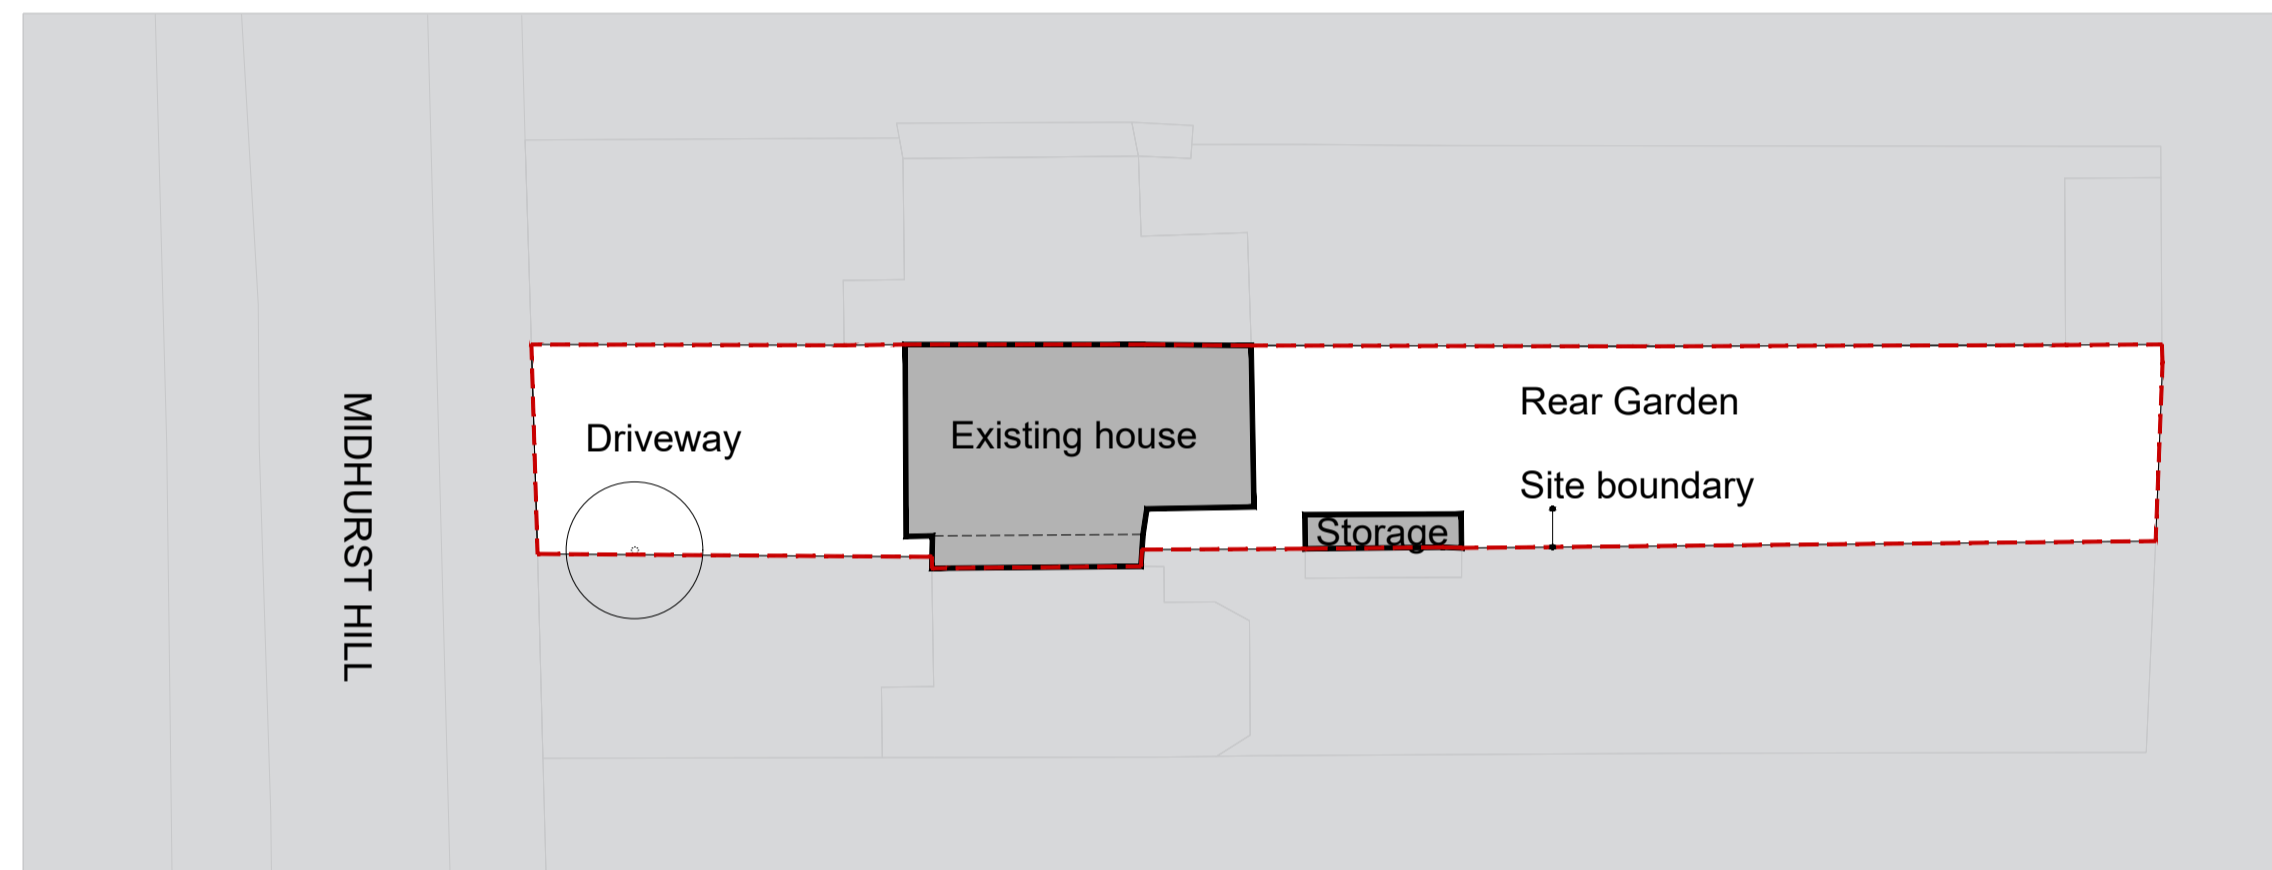 MIDHURST HILL
Driveway
Existing house
Rear Garden
Site boundary
Storage